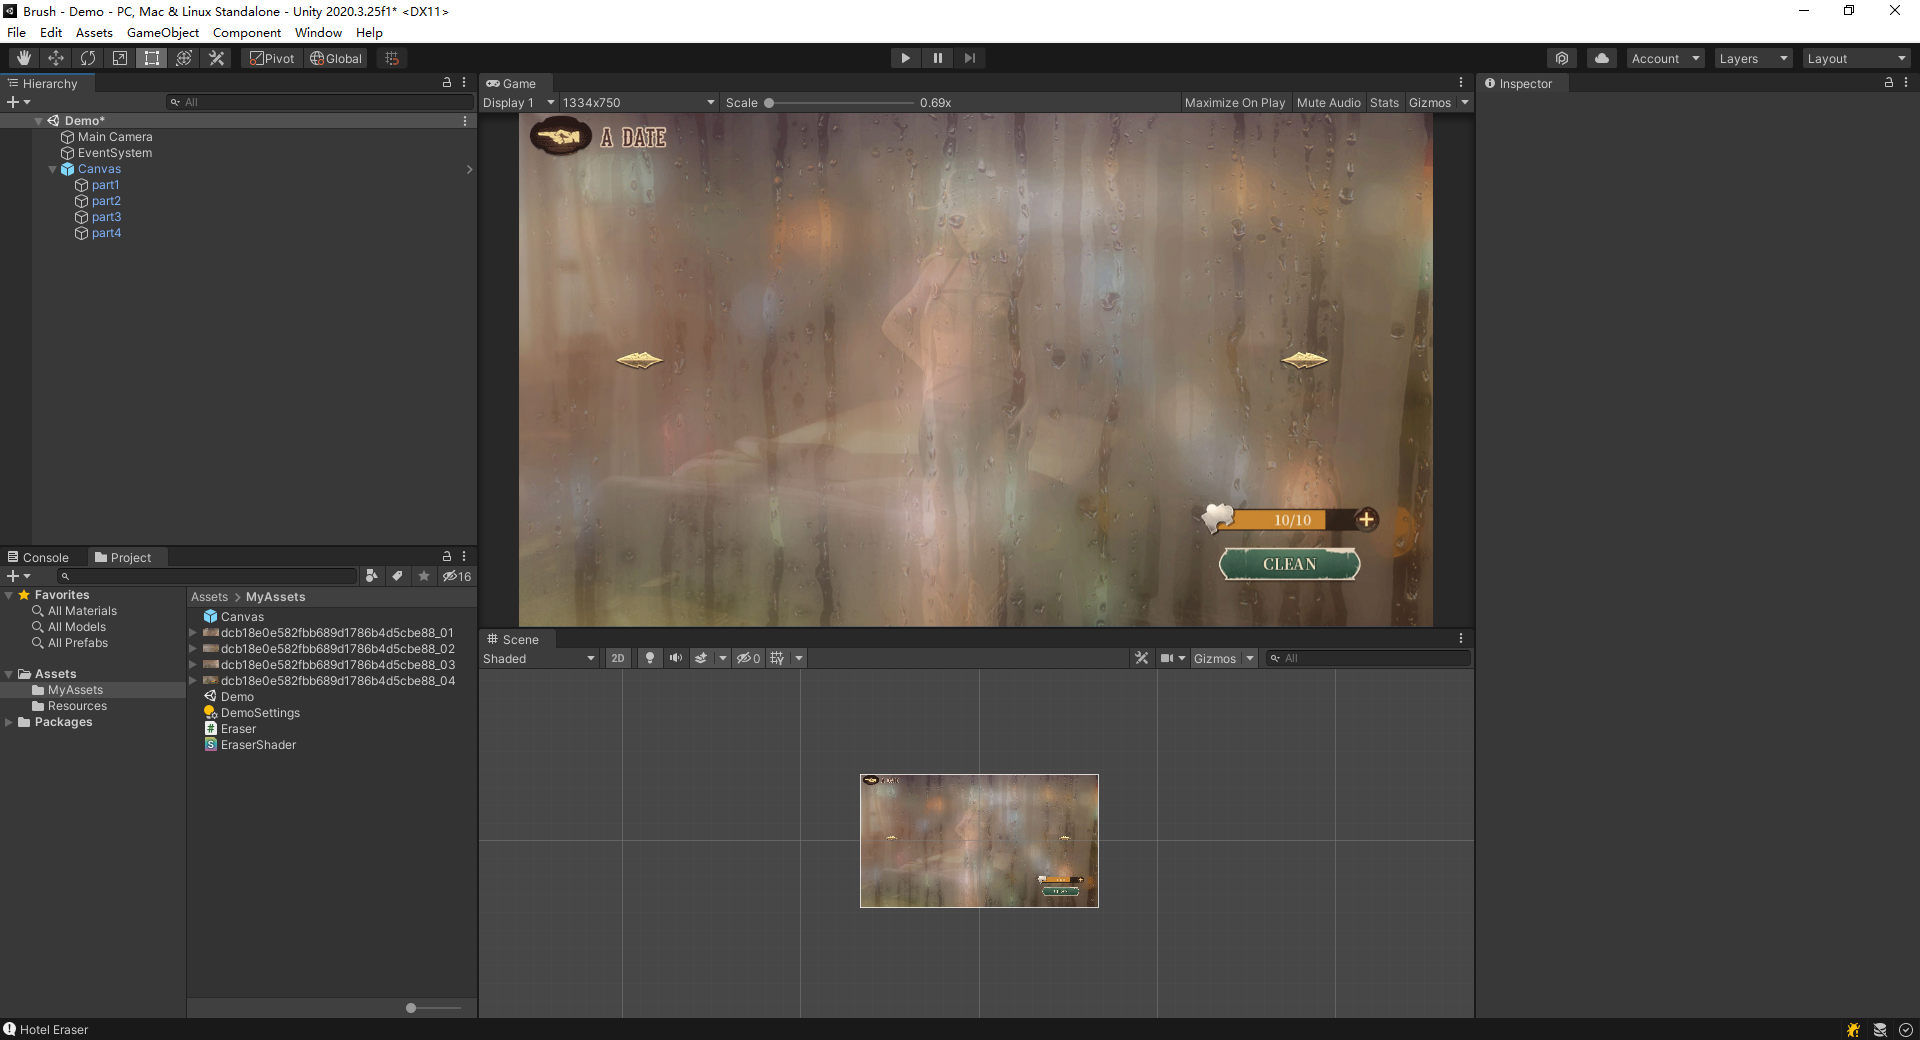 Brush - Demo - PC, Mac & Linux Standalone - Unity 2020.3.25f1* <DX11>
File Edit Assets GameObject Component Window Help
Pivot Global Account Layers Layout
Hierarchy
All
Demo*
Main Camera
EventSystem
Canvas
part1
part2
part3
part4
Game
Display 1 1334x750 Scale 0.69x Maximize On Play Mute Audio Stats Gizmos
A DATE
10/10
CLEAN
Inspector
Console Project
16
Favorites
All Materials
All Models
All Prefabs
Assets
MyAssets
Resources
Packages
Assets > MyAssets
Canvas
dcb18e0e582fbb689d1786b4d5cbe88_01
dcb18e0e582fbb689d1786b4d5cbe88_02
dcb18e0e582fbb689d1786b4d5cbe88_03
dcb18e0e582fbb689d1786b4d5cbe88_04
Demo
DemoSettings
Eraser
EraserShader
Scene
Shaded 2D 0 Gizmos All
Hotel Eraser